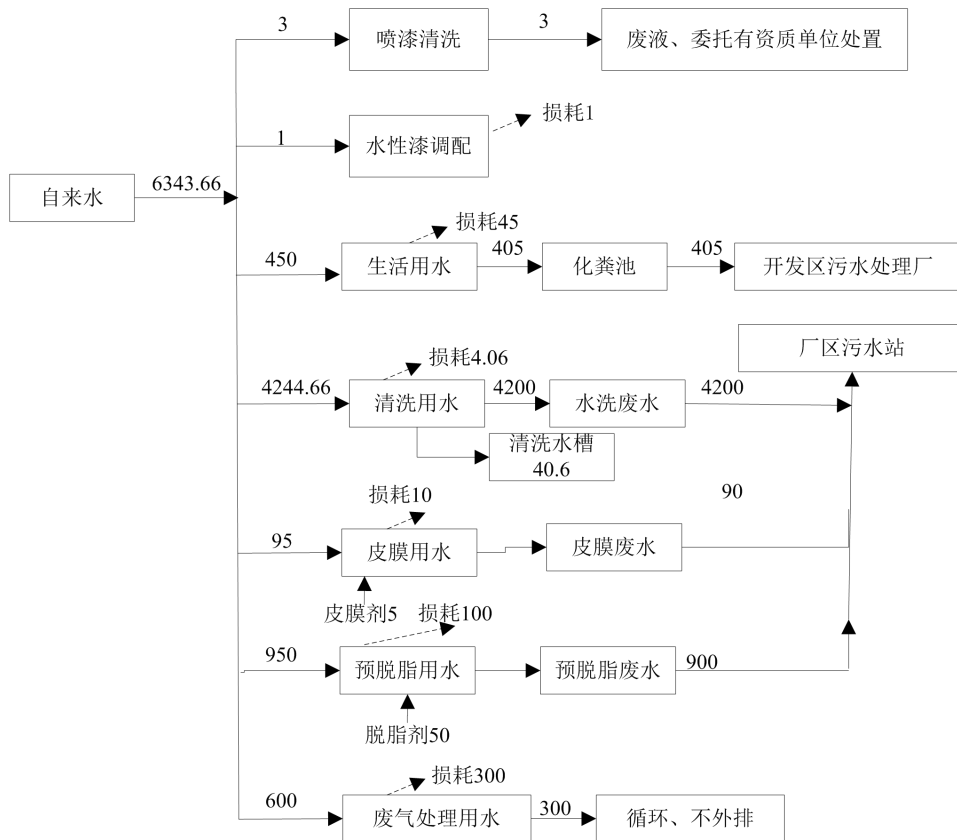 3
喷漆清洗
3
废液、委托有资质单位处置
损耗1
1
水性漆调配
自来水
6343.66
损耗45
450
生活用水
405
化粪池
405
开发区污水处理厂
厂区污水站
损耗4.06
4244.66
清洗用水
4200
水洗废水
4200
清洗水槽
40.6
90
损耗10
95
皮膜用水
皮膜废水
皮膜剂5
损耗100
950
预脱脂用水
预脱脂废水
900
脱脂剂50
损耗300
600
废气处理用水
300
循环、不外排